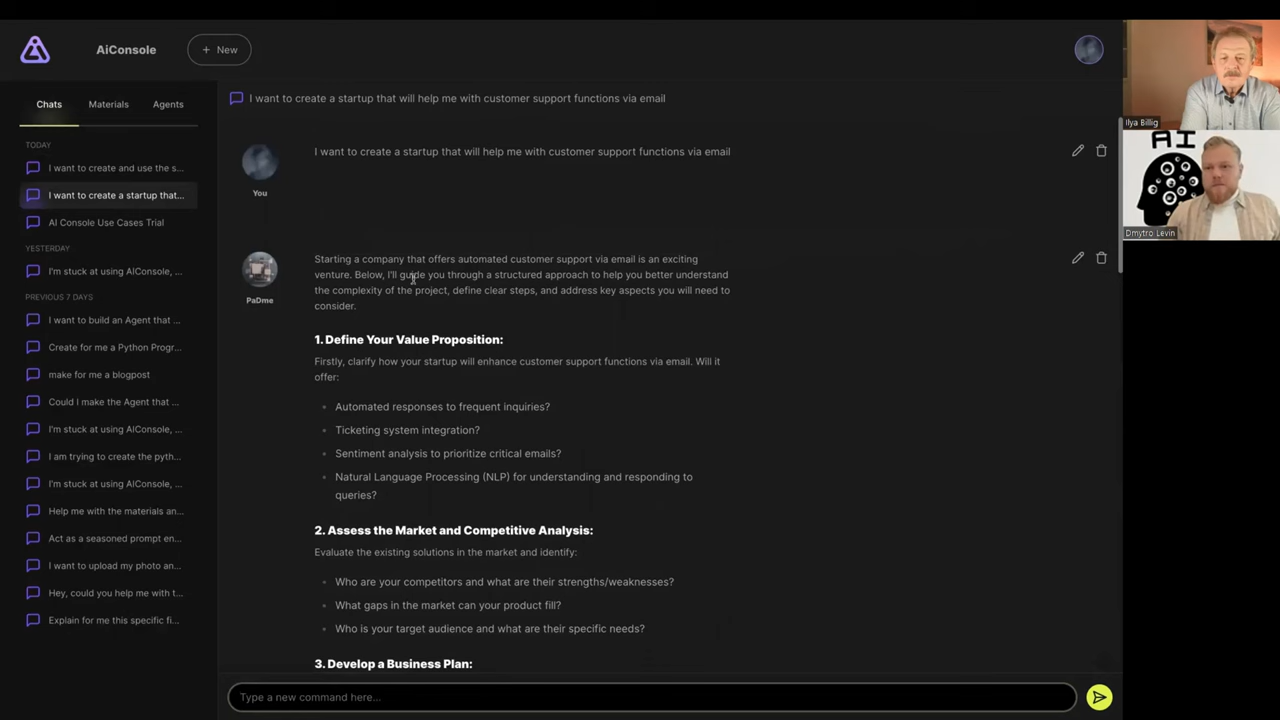 AiConsole
+ New
Chats
Materials
Agents
TODAY
I want to create and use the s...
I want to create a startup that...
AI Console Use Cases Trial
YESTERDAY
I'm stuck at using AIConsole, ...
PREVIOUS 7 DAYS
I want to build an Agent that ...
Create for me a Python Progr...
make for me a blogpost
Could I make the Agent that ...
I'm stuck at using AIConsole, ...
I am trying to create the pyth...
I'm stuck at using AIConsole, ...
Help me with the materials an...
Act as a seasoned prompt en...
I want to upload my photo an...
Hey, could you help me with t...
Explain for me this specific fi...
I want to create a startup that will help me with customer support functions via email
I want to create a startup that will help me with customer support functions via email
You
Starting a company that offers automated customer support via email is an exciting
venture. Below, I'll guide you through a structured approach to help you better understand
the complexity of the project, define clear steps, and address key aspects you will need to
consider.
PaDme
1. Define Your Value Proposition:
Firstly, clarify how your startup will enhance customer support functions via email. Will it
offer:
Automated responses to frequent inquiries?
Ticketing system integration?
Sentiment analysis to prioritize critical emails?
Natural Language Processing (NLP) for understanding and responding to
queries?
2. Assess the Market and Competitive Analysis:
Evaluate the existing solutions in the market and identify:
Who are your competitors and what are their strengths/weaknesses?
What gaps in the market can your product fill?
Who is your target audience and what are their specific needs?
3. Develop a Business Plan:
Type a new command here...
Ilya Billig
AI
Dmytro Levin